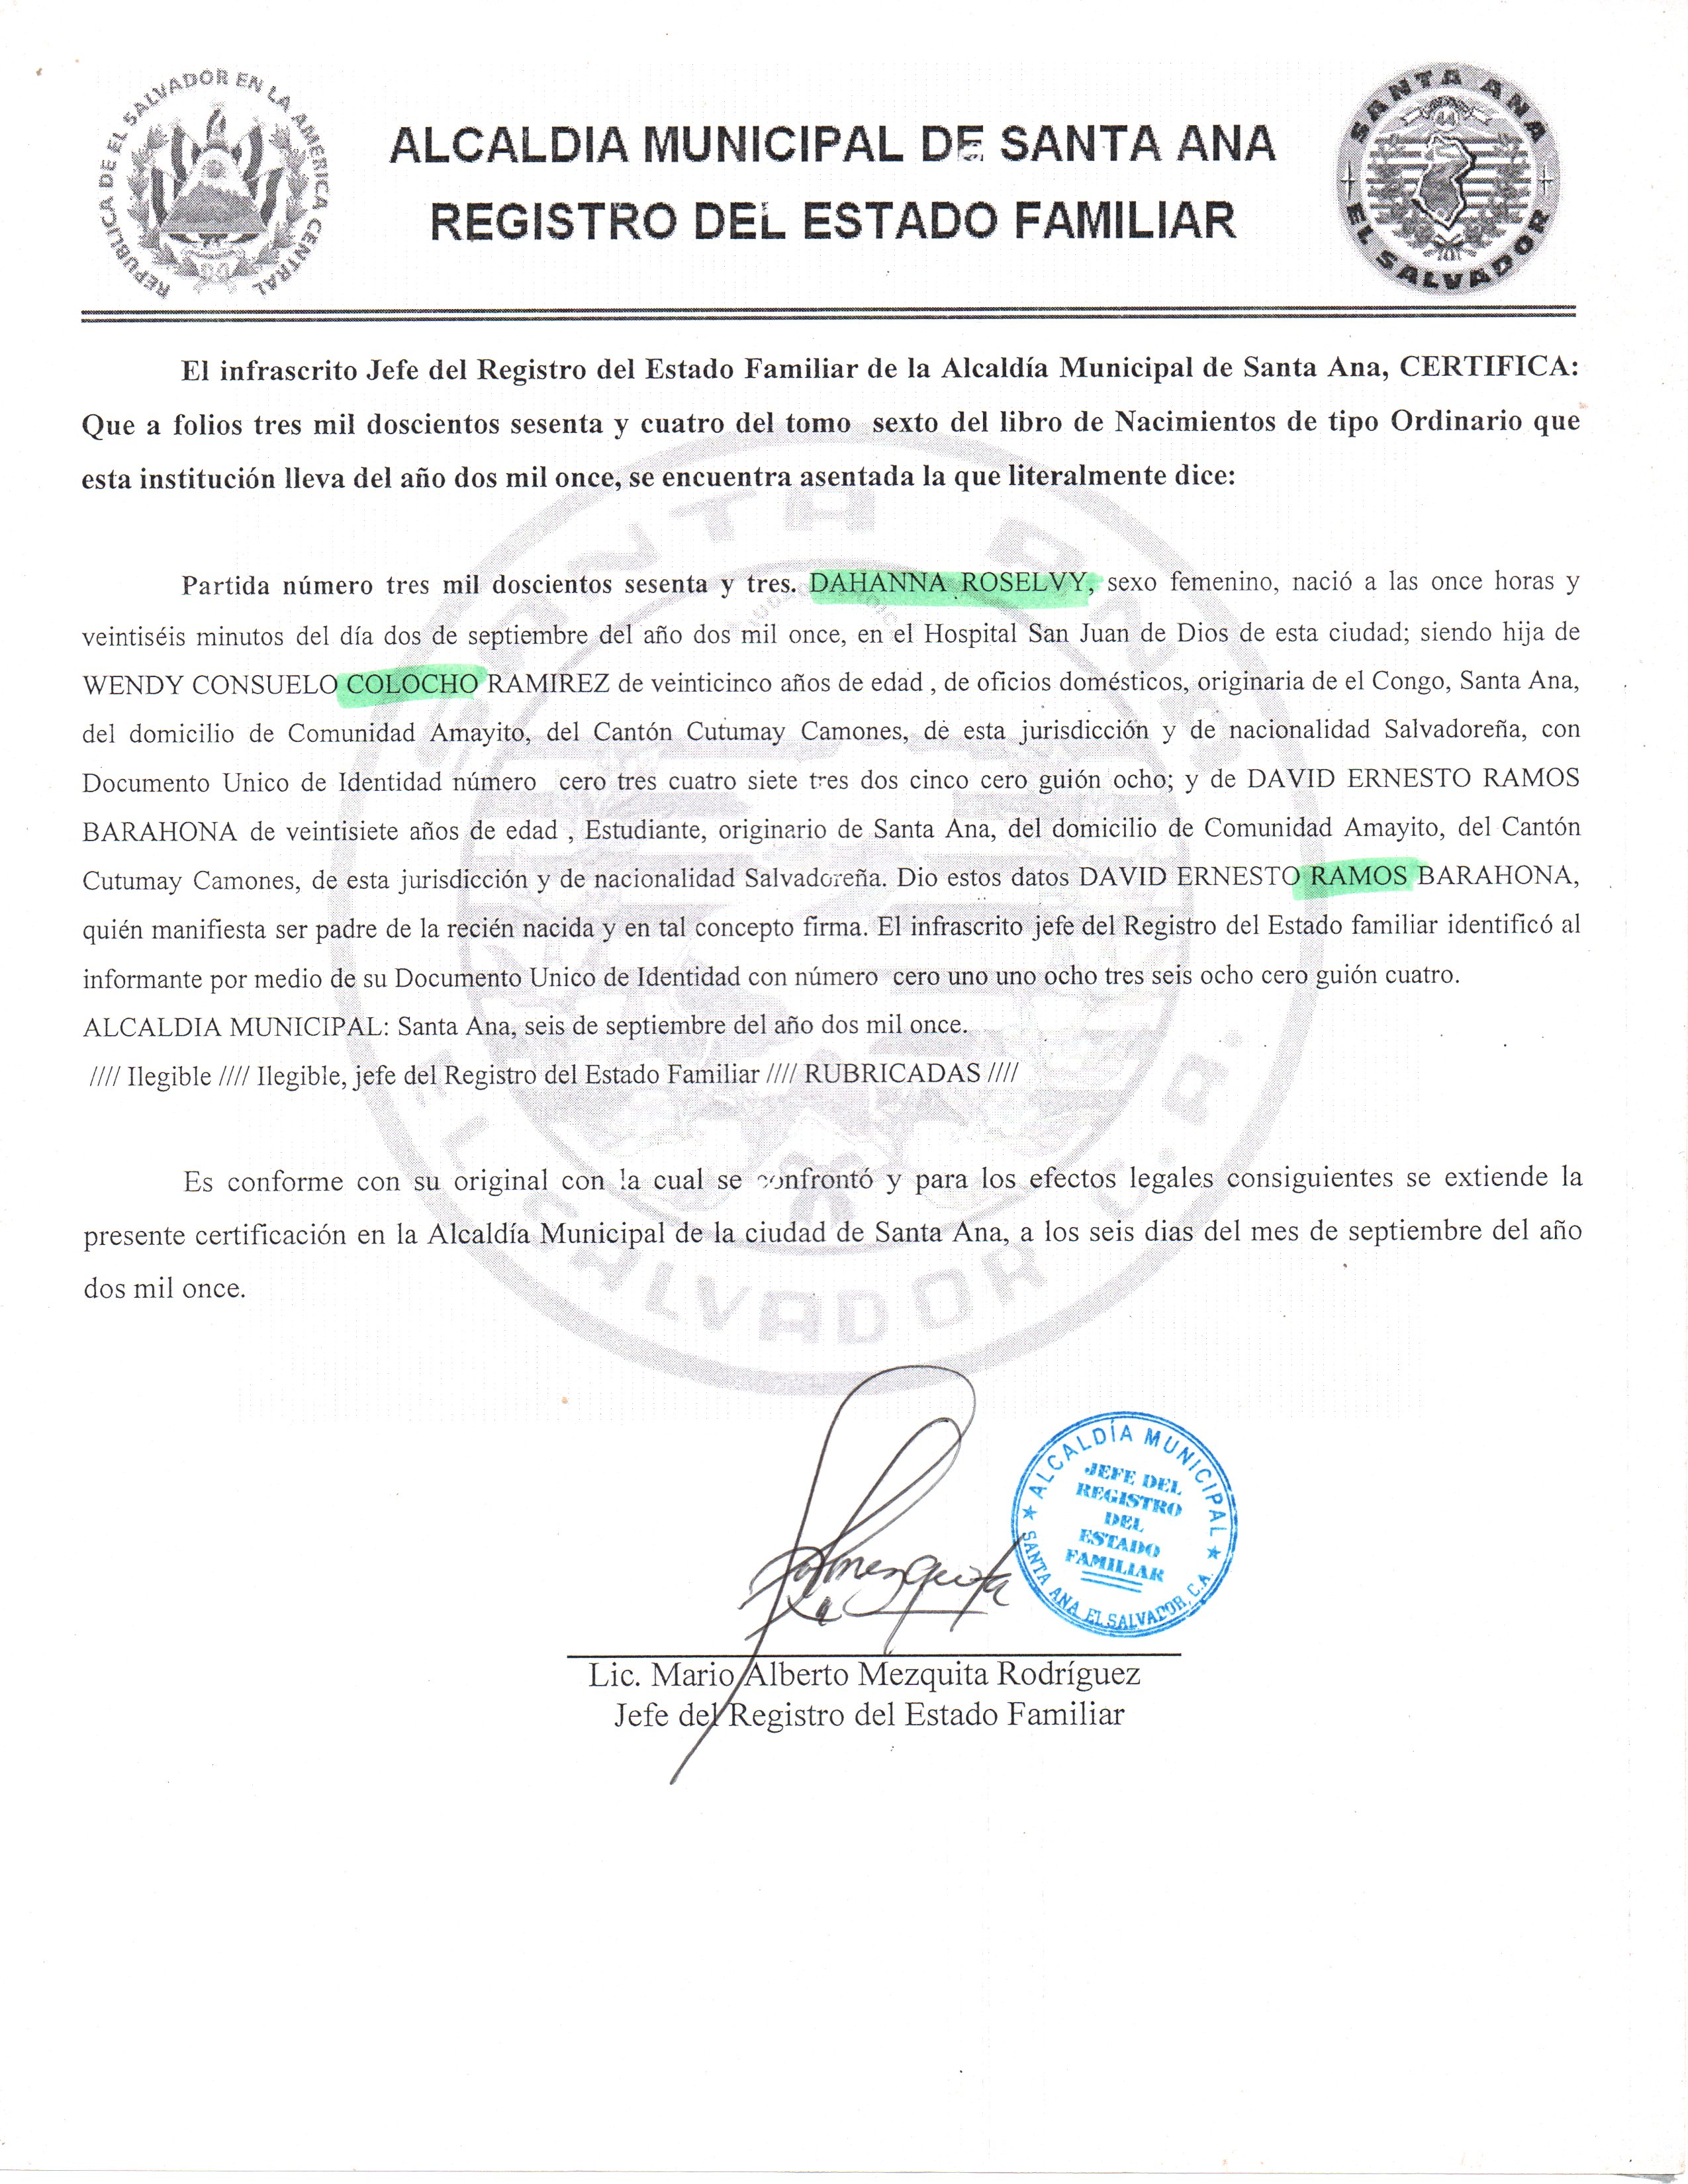 REPUBLICA DE EL SALVADOR EN LA AMERICA CENTRAL
ALCALDIA MUNICIPAL DE SANTA ANA
REGISTRO DEL ESTADO FAMILIAR
SANTA ANA
EL SALVADOR
El infrascrito Jefe del Registro del Estado Familiar de la Alcaldía Municipal de Santa Ana, CERTIFICA:
Que a folios tres mil doscientos sesenta y cuatro del tomo sexto del libro de Nacimientos de tipo Ordinario que
esta institución lleva del año dos mil once, se encuentra asentada la que literalmente dice:
Partida número tres mil doscientos sesenta y tres. DAHANNA ROSELVY, sexo femenino, nació a las once horas y
veintiséis minutos del día dos de septiembre del año dos mil once, en el Hospital San Juan de Dios de esta ciudad; siendo hija de
WENDY CONSUELO COLOCHO RAMIREZ de veinticinco años de edad , de oficios domésticos, originaria de el Congo, Santa Ana,
del domicilio de Comunidad Amayito, del Cantón Cutumay Camones, de esta jurisdicción y de nacionalidad Salvadoreña, con
Documento Unico de Identidad número cero tres cuatro siete tres dos cinco cero guión ocho; y de DAVID ERNESTO RAMOS
BARAHONA de veintisiete años de edad , Estudiante, originario de Santa Ana, del domicilio de Comunidad Amayito, del Cantón
Cutumay Camones, de esta jurisdicción y de nacionalidad Salvadoreña. Dio estos datos DAVID ERNESTO RAMOS BARAHONA,
quién manifiesta ser padre de la recién nacida y en tal concepto firma. El infrascrito jefe del Registro del Estado familiar identificó al
informante por medio de su Documento Unico de Identidad con número cero uno uno ocho tres seis ocho cero guión cuatro.
ALCALDIA MUNICIPAL: Santa Ana, seis de septiembre del año dos mil once.
//// Ilegible //// Ilegible, jefe del Registro del Estado Familiar //// RUBRICADAS ////
Es conforme con su original con la cual se confrontó y para los efectos legales consiguientes se extiende la
presente certificación en la Alcaldía Municipal de la ciudad de Santa Ana, a los seis dias del mes de septiembre del año
dos mil once.
ALCALDÍA MUNICIPAL
JEFE DEL
REGISTRO
DEL
ESTADO
FAMILIAR
SANTA ANA EL SALVADOR, C.A.
Lic. Mario Alberto Mezquita Rodríguez
Jefe del Registro del Estado Familiar